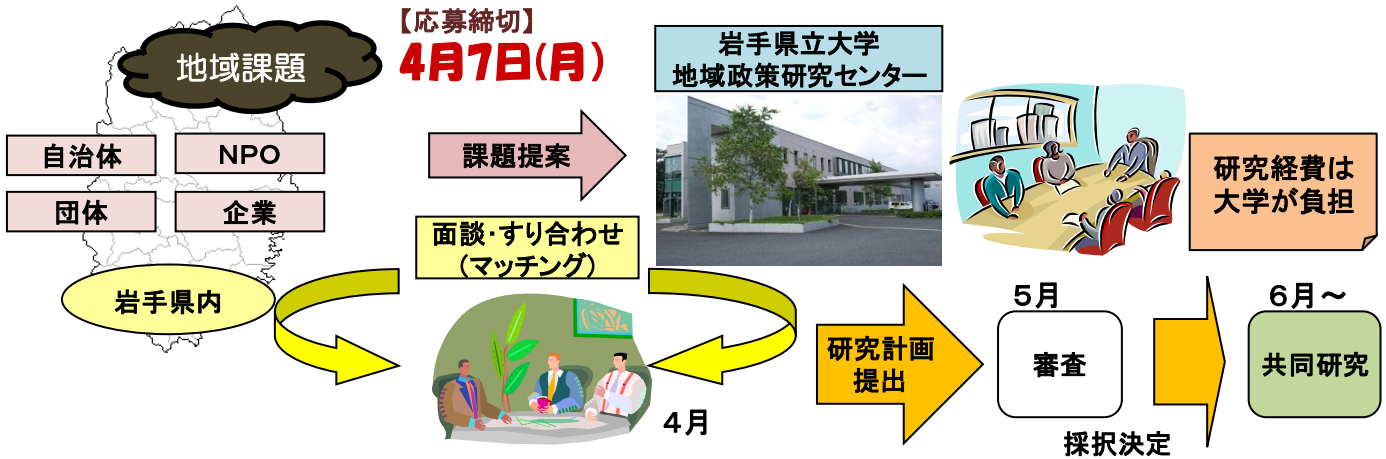 【応募締切】
4月7日(月)
地域課題
自治体
NPO
団体
企業
岩手県内
課題提案
岩手県立大学
地域政策研究センター
面談・すり合わせ
(マッチング)
4月
研究計画
提出
5月
審査
採択決定
研究経費は
大学が負担
6月~
共同研究